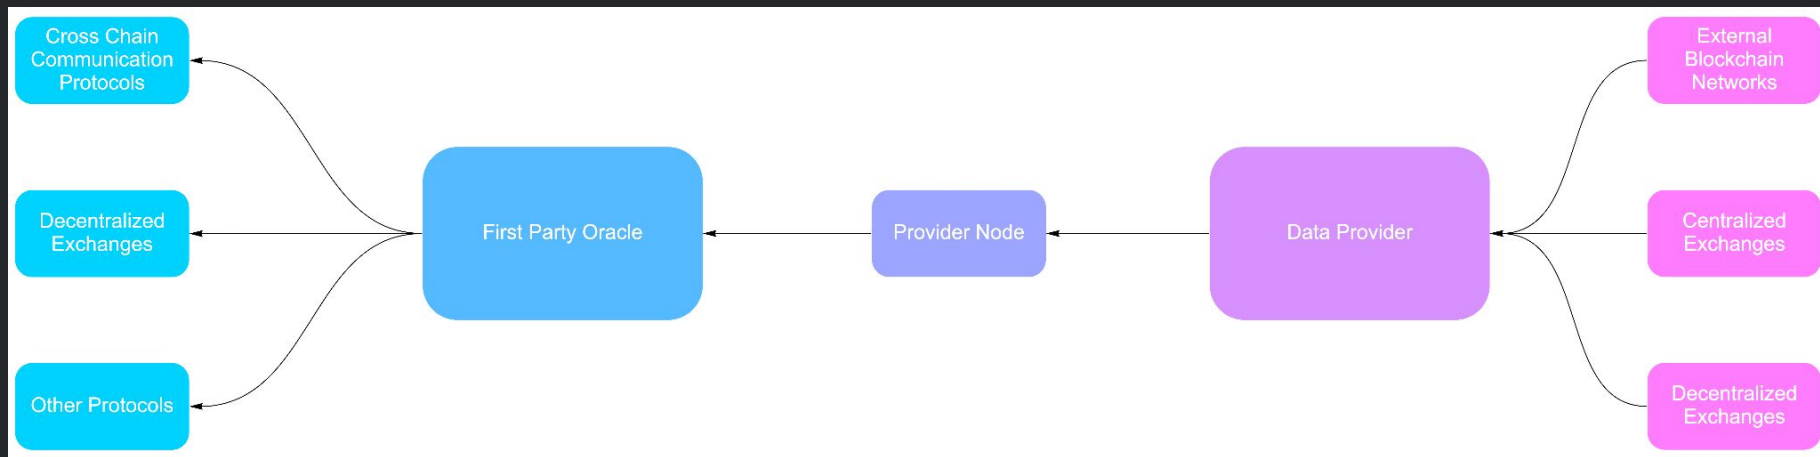 Cross Chain
Communication
Protocols
Decentralized
Exchanges
Other Protocols
First Party Oracle
Provider Node
Data Provider
External
Blockchain
Networks
Centralized
Exchanges
Decentralized
Exchanges